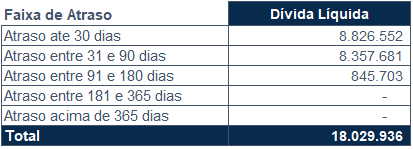 Faixa de Atraso Dívida Líquida
Atraso ate 30 dias 8.826.552
Atraso entre 31 e 90 dias 8.357.681
Atraso entre 91 e 180 dias 845.703
Atraso entre 181 e 365 dias -
Atraso acima de 365 dias -
Total 18.029.936